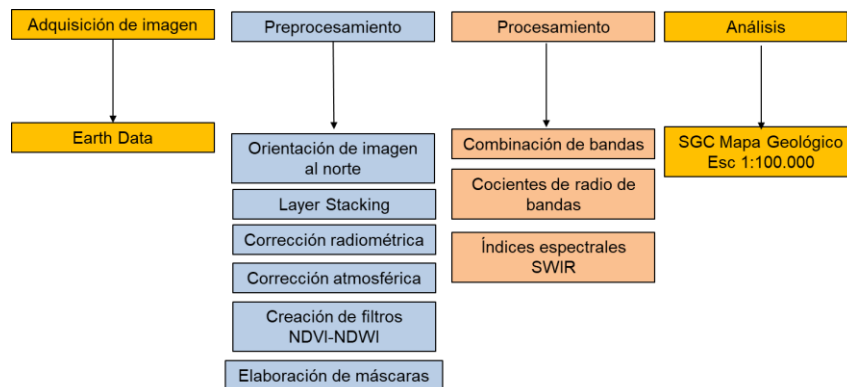 Adquisición de imagen
Preprocesamiento
Procesamiento
Análisis
Earth Data
Orientación de imagen
al norte
Layer Stacking
Corrección radiométrica
Corrección atmosférica
Creación de filtros
NDVI-NDWI
Elaboración de máscaras
Combinación de bandas
Cocientes de radio de
bandas
Índices espectrales
SWIR
SGC Mapa Geológico
Esc 1:100.000